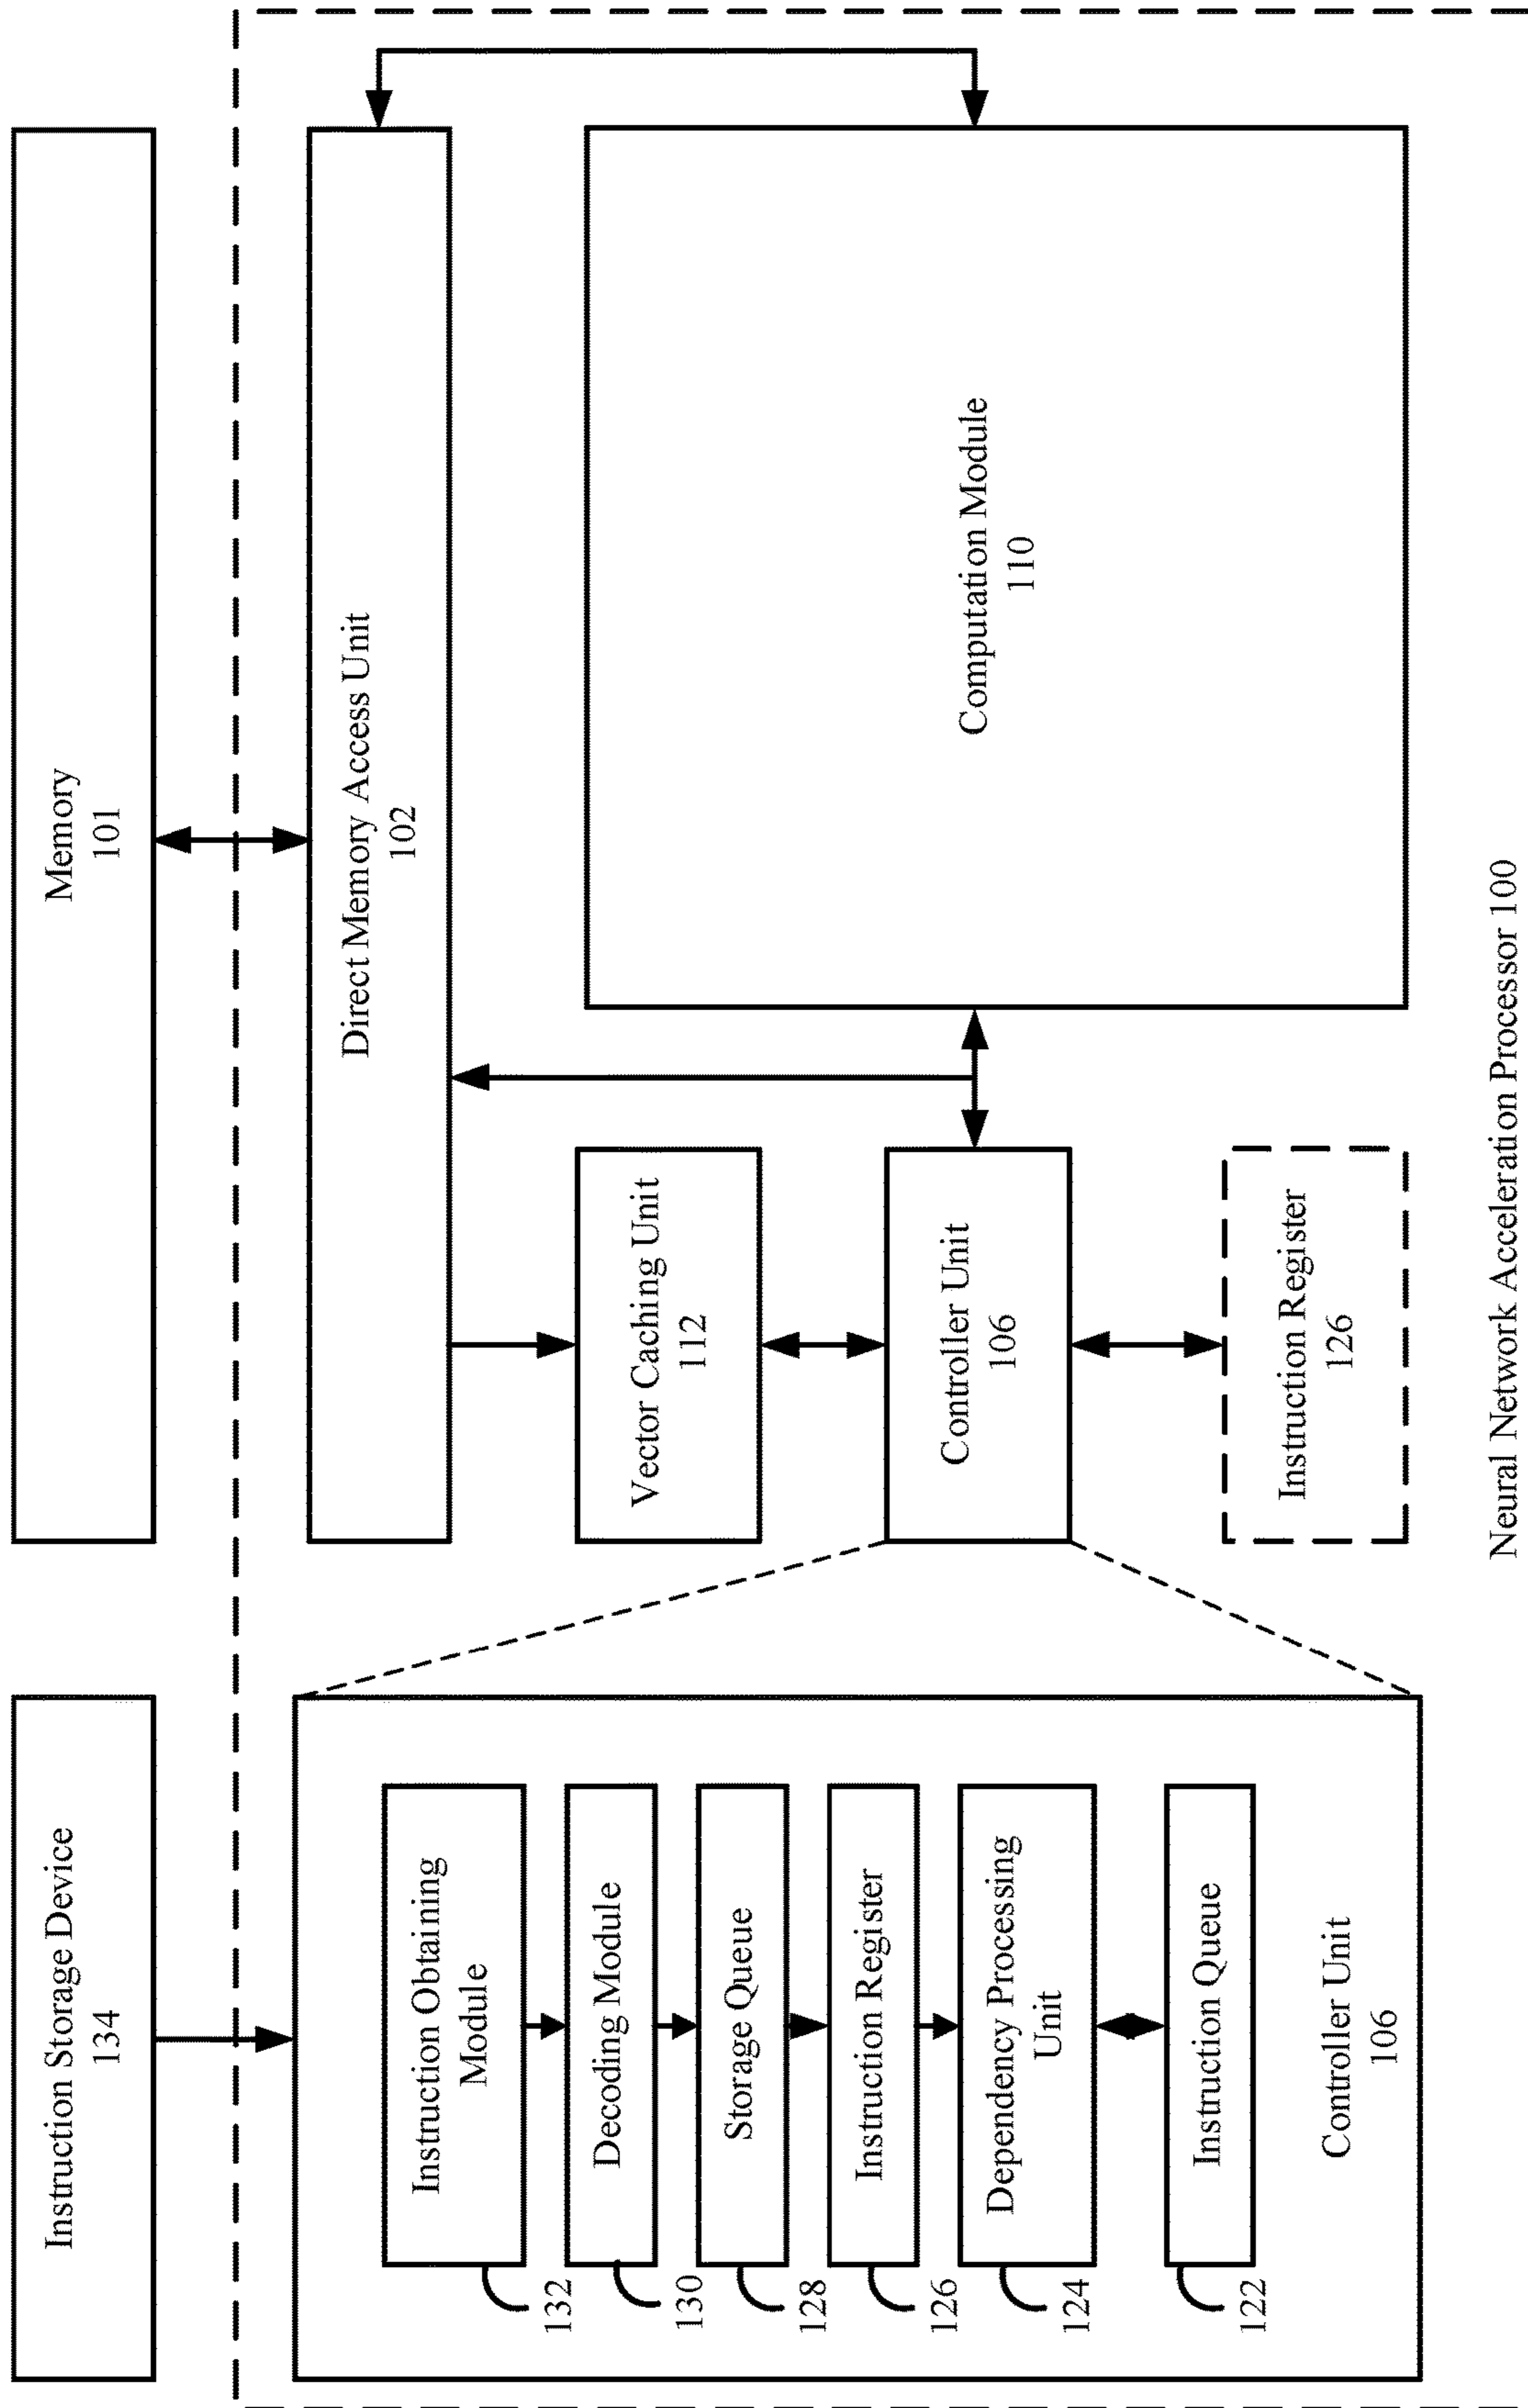 Instruction Storage Device
134
Memory
101
Direct Memory Access Unit
102
Instruction Obtaining
Module
132
Decoding Module
130
Storage Queue
128
Instruction Register
126
Dependency Processing
Unit
124
Instruction Queue
122
Controller Unit
106
Vector Caching Unit
112
Controller Unit
106
Instruction Register
126
Computation Module
110
Neural Network Acceleration Processor 100